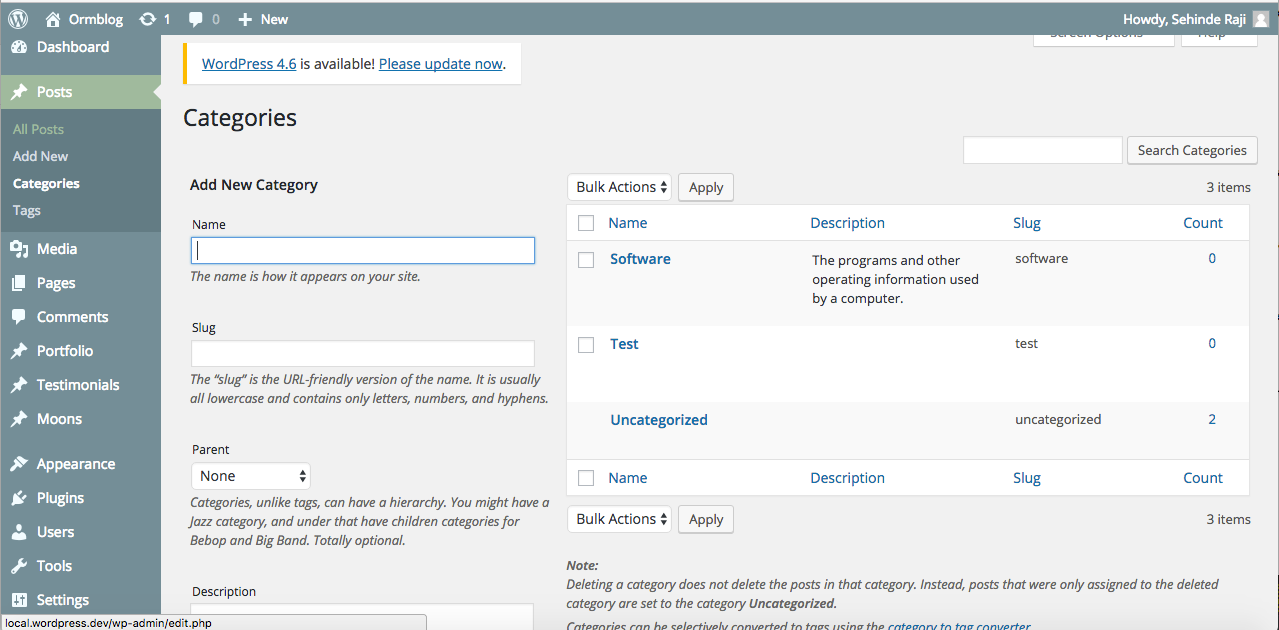 Ormblog 1 0 New Howdy, Sehinde Raji
Dashboard
Posts
All Posts
Add New
Categories
Tags
Media
Pages
Comments
Portfolio
Testimonials
Moons
Appearance
Plugins
Users
Tools
Settings
local.wordpress.dev/wp-admin/edit.php
Screen Options Help
WordPress 4.6 is available! Please update now.
Categories
Search Categories
Add New Category
Name
The name is how it appears on your site.
Slug
The “slug” is the URL-friendly version of the name. It is usually
all lowercase and contains only letters, numbers, and hyphens.
Parent
None
Categories, unlike tags, can have a hierarchy. You might have a
Jazz category, and under that have children categories for
Bebop and Big Band. Totally optional.
Description
Bulk Actions Apply 3 items
Name Description Slug Count
Software The programs and other software 0
operating information used
by a computer.
Test test 0
Uncategorized uncategorized 2
Name Description Slug Count
Bulk Actions Apply 3 items
Note:
Deleting a category does not delete the posts in that category. Instead, posts that were only assigned to the deleted
category are set to the category Uncategorized.
Categories can be selectively converted to tags using the category to tag converter.